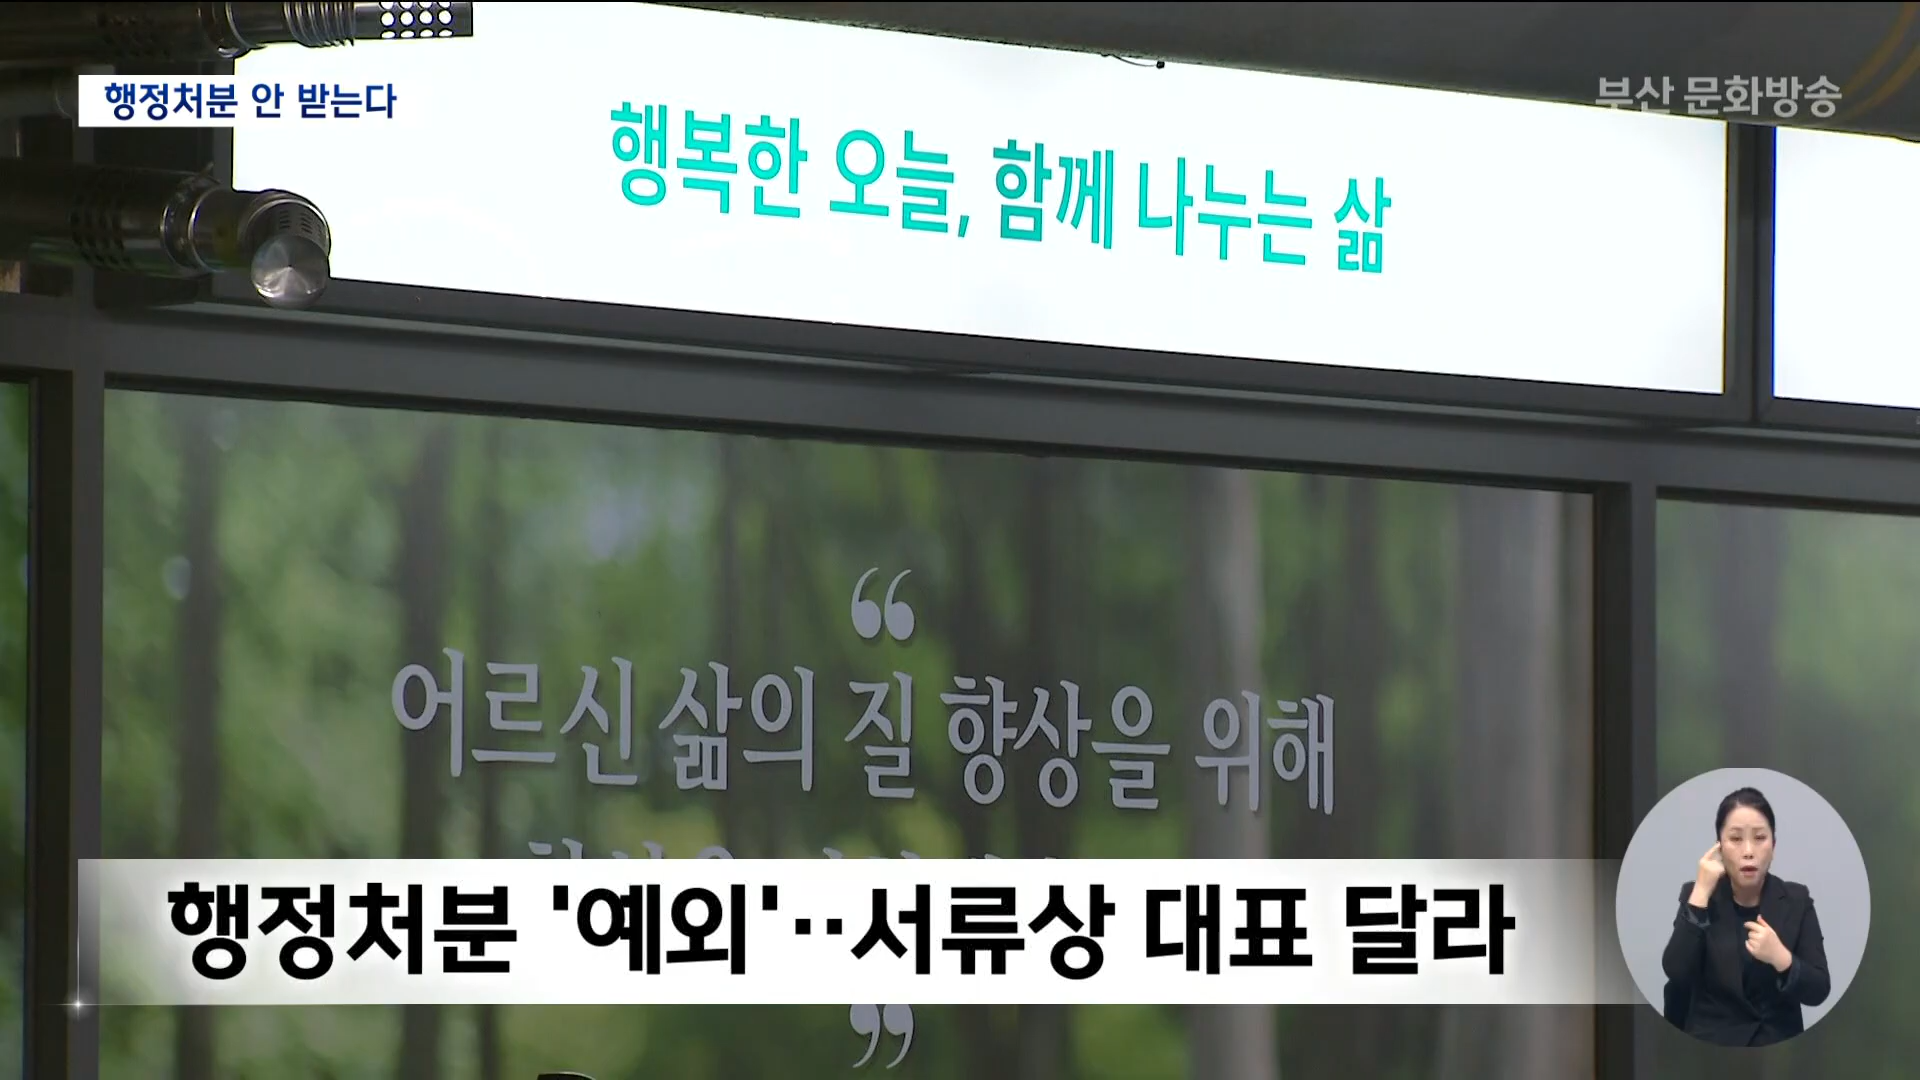 행정처분 안 받는다
부산 문화방송
행복한 오늘, 함께 나누는 삶
“
어르신 삶의 질 향상을 위해
행정처분 '예외'··서류상 대표 달라
”